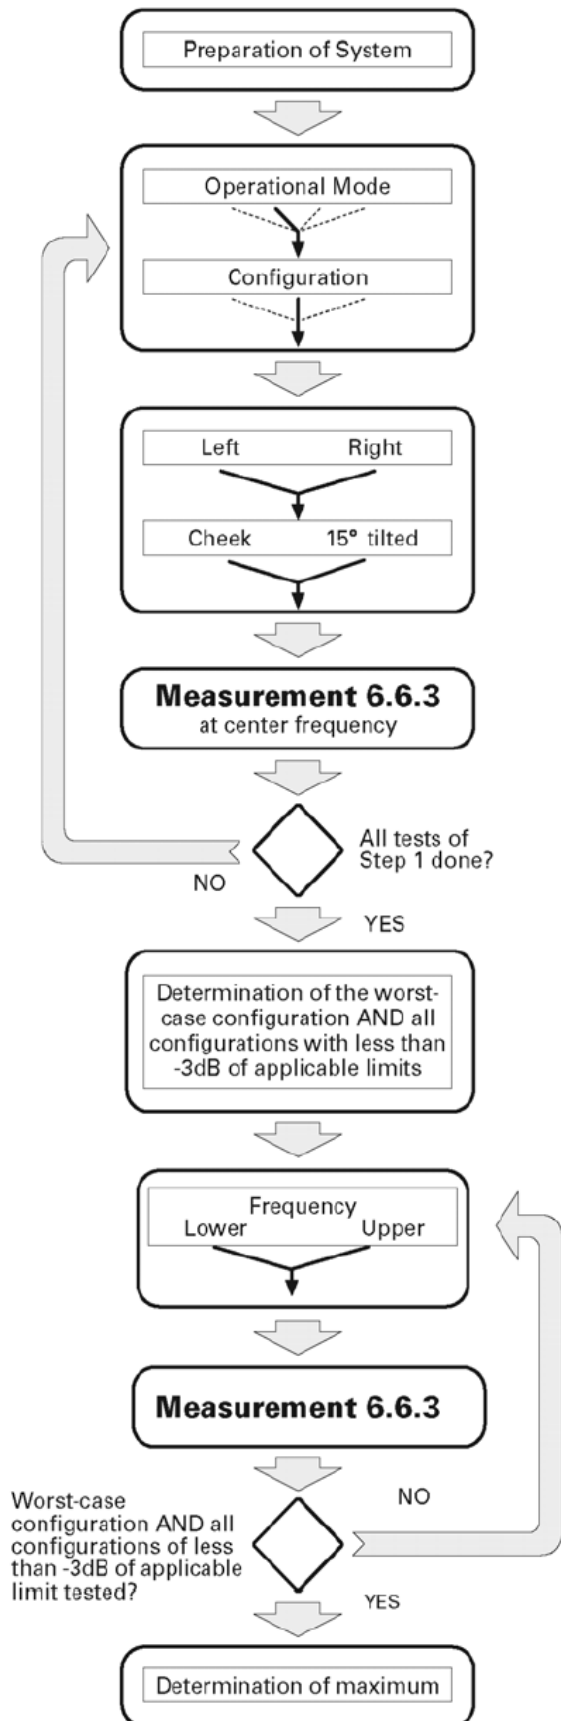 Preparation of System
Operational Mode
Configuration
Left Right
Cheek 15° tilted
Measurement 6.6.3
at center frequency
All tests of
Step 1 done?
NO
YES
Determination of the worst-
case configuration AND all
configurations with less than
-3dB of applicable limits
Frequency
Lower Upper
Measurement 6.6.3
NO
Worst-case
configuration AND all
configurations of less
than -3dB of applicable
limit tested?
YES
Determination of maximum